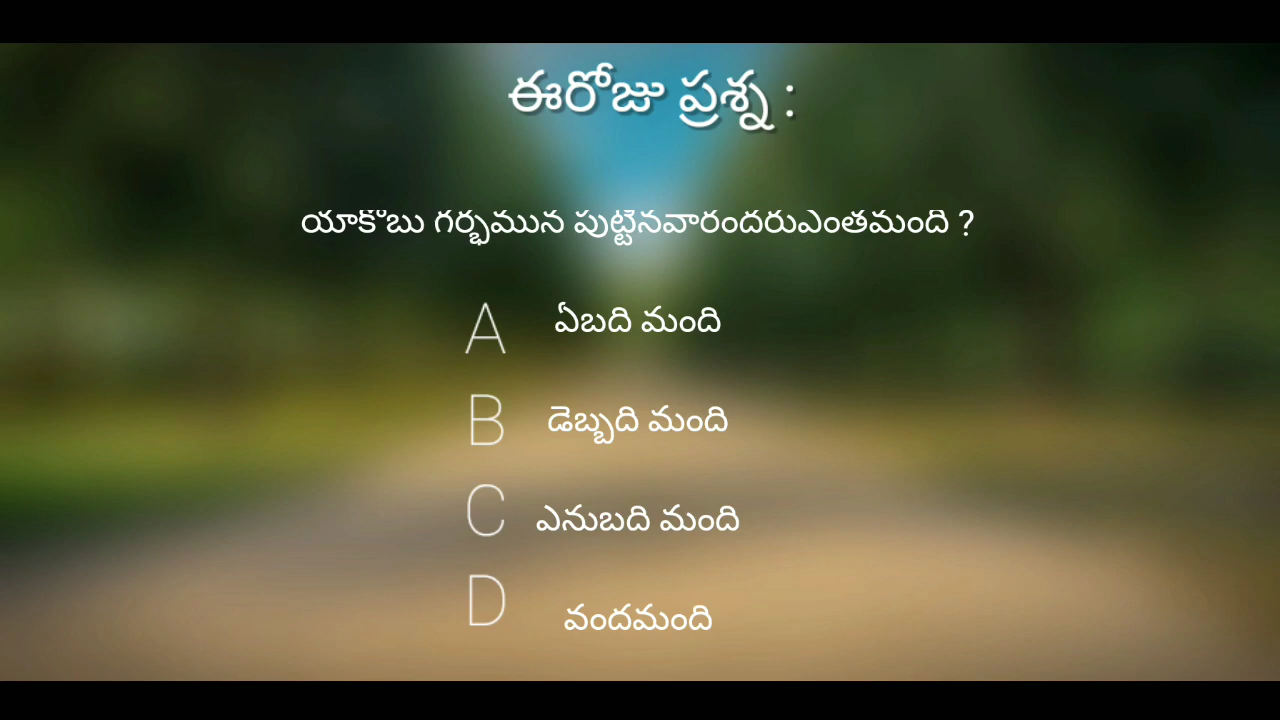 ఈరోజు ప్రశ్న :
యాకోబు గర్భమున పుట్టినవారందరుఎంతమంది ?
A ఏబది మంది
B డెబ్బది మంది
C ఎనుబది మంది
D వందమంది